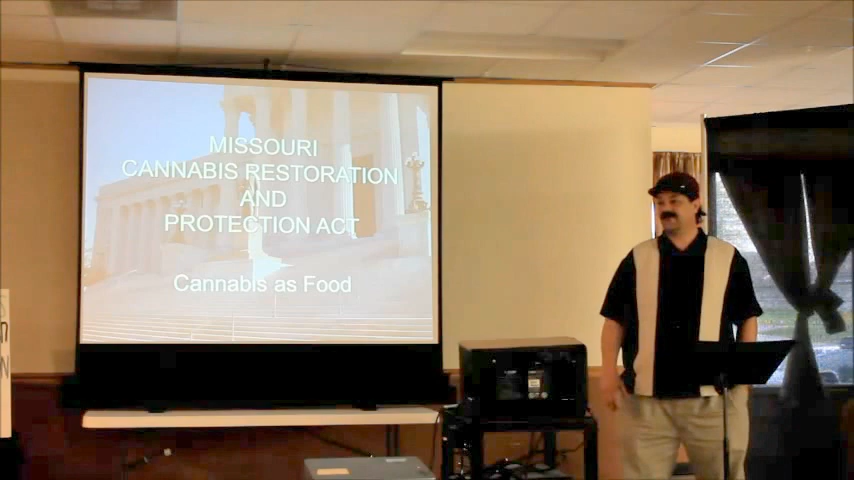 MISSOURI
CANNABIS RESTORATION
AND
PROTECTION ACT
Cannabis as Food